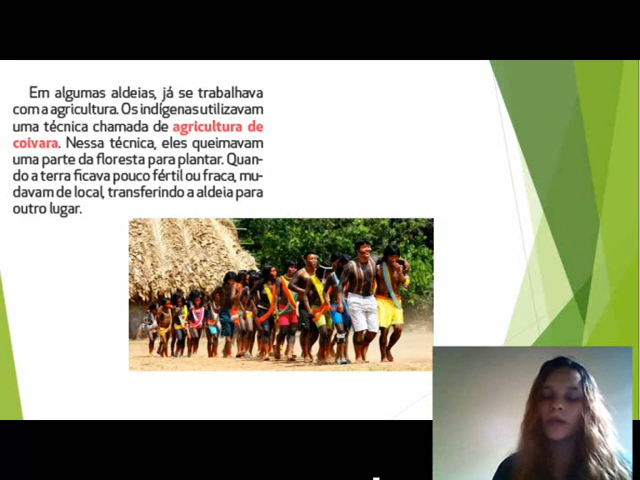 Em algumas aldeias, já se trabalhava
com a agricultura. Os indígenas utilizavam
uma técnica chamada de agricultura de
coivara. Nessa técnica, eles queimavam
uma parte da floresta para plantar. Quan-
do a terra ficava pouco fértil ou fraca, mu-
davam de local, transferindo a aldeia para
outro lugar.